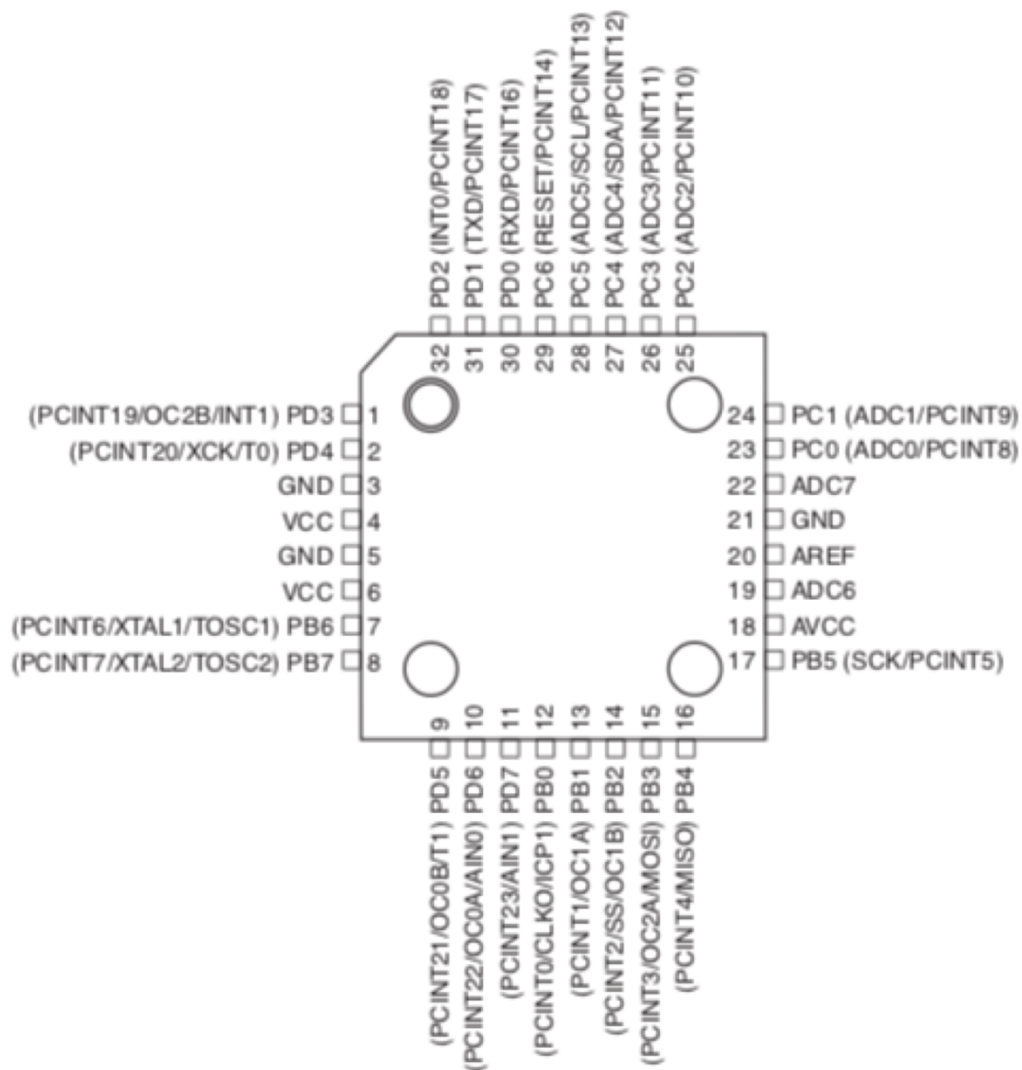 PD2 (INT0/PCINT18)
PD1 (TXD/PCINT17)
PD0 (RXD/PCINT16)
PC6 (RESET/PCINT14)
PC5 (ADC5/SCL/PCINT13)
PC4 (ADC4/SDA/PCINT12)
PC3 (ADC3/PCINT11)
PC2 (ADC2/PCINT10)
32 31 30 29 28 27 26 25
(PCINT19/OC2B/INT1) PD3 1
(PCINT20/XCK/T0) PD4 2
GND 3
VCC 4
GND 5
VCC 6
(PCINT6/XTAL1/TOSC1) PB6 7
(PCINT7/XTAL2/TOSC2) PB7 8
24 PC1 (ADC1/PCINT9)
23 PC0 (ADC0/PCINT8)
22 ADC7
21 GND
20 AREF
19 ADC6
18 AVCC
17 PB5 (SCK/PCINT5)
9 10 11 12 13 14 15 16
(PCINT21/OC0B/T1) PD5
(PCINT22/OC0A/AIN0) PD6
(PCINT23/AIN1) PD7
(PCINT0/CLKO/ICP1) PB0
(PCINT1/OC1A) PB1
(PCINT2/SS/OC1B) PB2
(PCINT3/OC2A/MOSI) PB3
(PCINT4/MISO) PB4